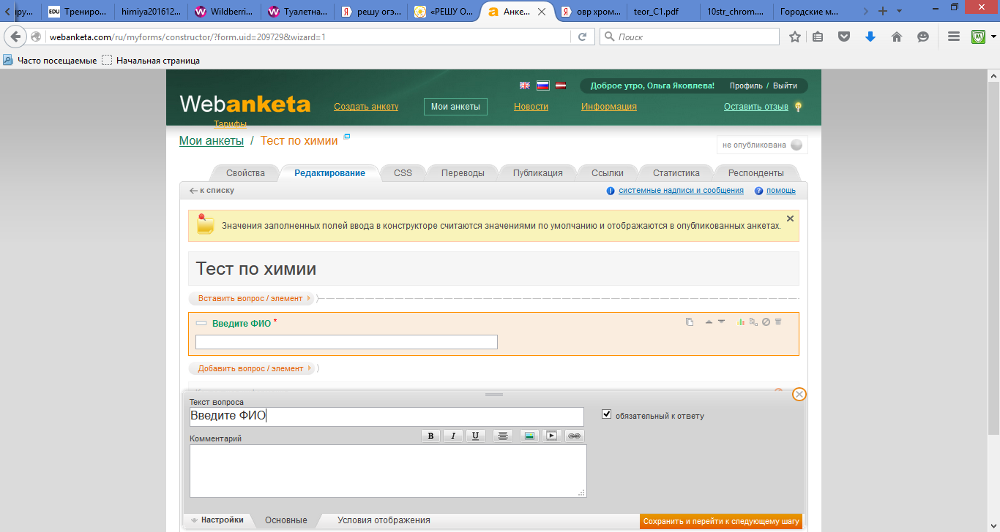 ру... Трениро... himiya201612... Wildberri... Туалетна... решу огэ... «РЕШУ О... Анке... овр хром... teor_C1.pdf 10str_chrom.... Городские м...
webanketa.com/ru/myforms/constructor/?form.uid=209729&wizard=1 Поиск
Часто посещаемые Начальная страница
Доброе утро, Ольга Яковлева! Профиль / Выйти
Webanketa Создать анкету Мои анкеты Новости Информация Оставить отзыв
Тарифы
Мои анкеты / Тест по химии
не опубликована
Свойства Редактирование CSS Переводы Публикация Ссылки Статистика Респонденты
к списку системные надписи и сообщения помощь
Значения заполненных полей ввода в конструкторе считаются значениями по умолчанию и отображаются в опубликованных анкетах.
Тест по химии
Вставить вопрос / элемент
Введите ФИО *
Добавить вопрос / элемент
Текст вопроса
Введите ФИО
обязательный к ответу
Комментарий B I U
Настройки Основные Условия отображения Сохранить и перейти к следующему шагу